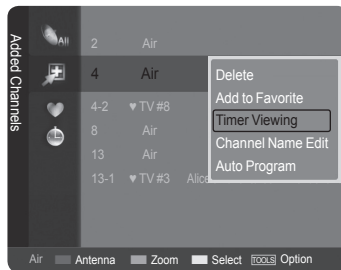 Added Channels
All
2 Air
4 Air
4-2 ♥ TV #8
8 Air
13 Air
13-1 ♥ TV #3 Alice
Delete
Add to Favorite
Timer Viewing
Channel Name Edit
Auto Program
Air Antenna Zoom Select TOOLS Option